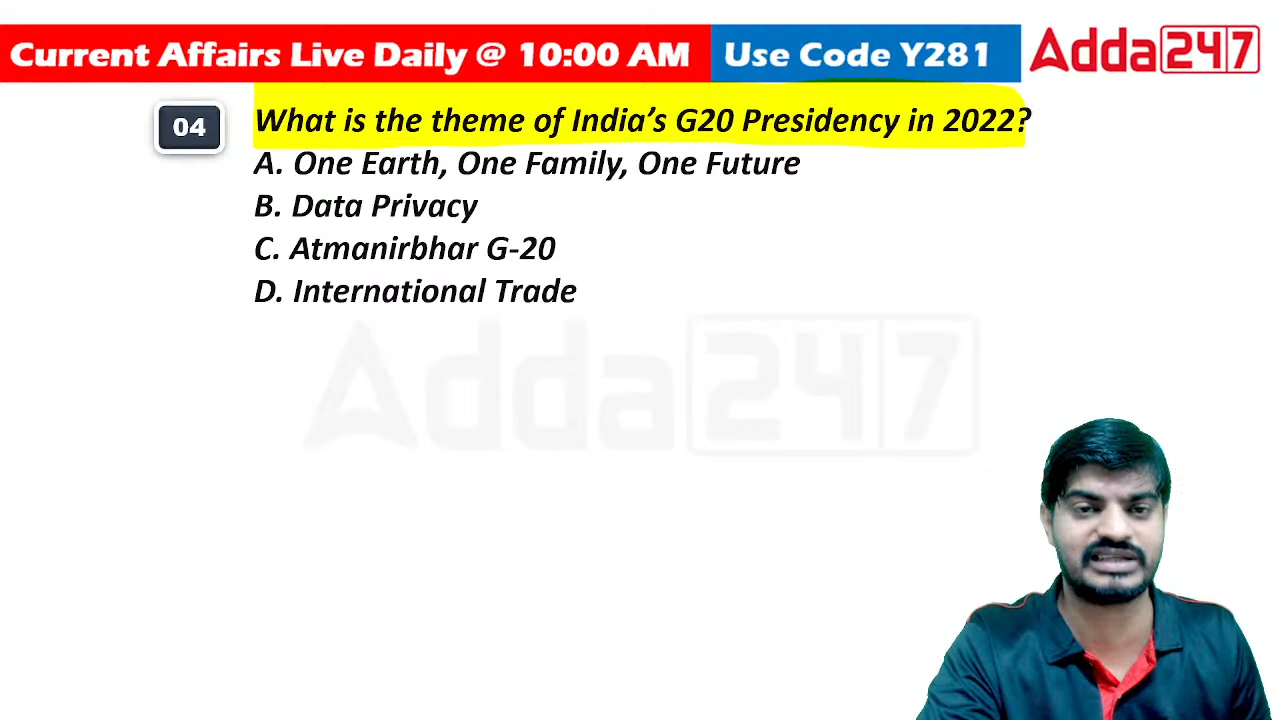 Current Affairs Live Daily @ 10:00 AM
Use Code Y281
Adda247
04
What is the theme of India’s G20 Presidency in 2022?
A. One Earth, One Family, One Future
B. Data Privacy
C. Atmanirbhar G-20
D. International Trade
Adda247